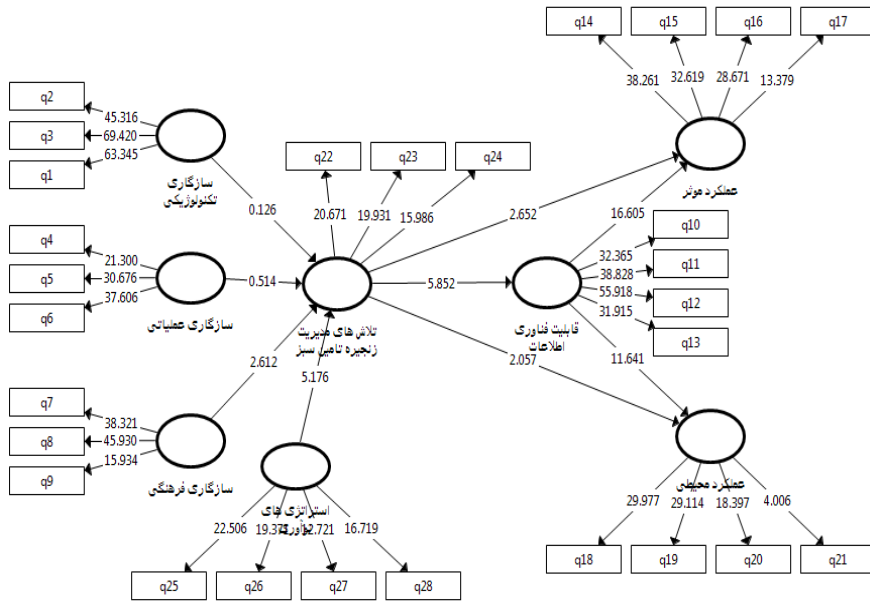 q14
q15
q16
q17
38.261
32.619
28.671
13.379
q2
q3
q1
45.316
69.420
63.345
سازگاری
تکنولوژیکی
0.126
q22
q23
q24
20.671
19.931
15.986
عملکرد موثر
2.652
16.605
q4
q5
q6
21.300
30.676
37.606
سازگاری عملیاتی
0.514
تلاش های مدیریت
زنجیره تامین سبز
5.852
قابلیت فناوری
اطلاعات
q10
q11
q12
q13
32.365
38.828
55.918
31.915
2.612
5.176
2.057
11.641
q7
q8
q9
38.321
45.930
15.934
سازگاری فرهنگی
استراتژی های
نوآوری
22.506
16.719
q25
q26
q27
q28
عملکرد محیطی
29.977
29.114
18.397
4.006
q18
q19
q20
q21